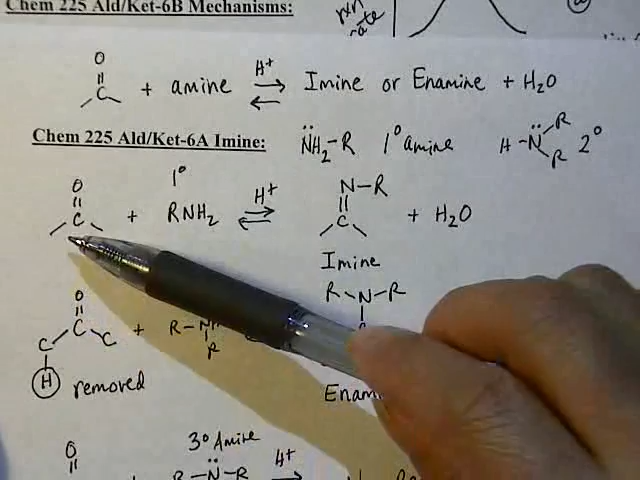 Chem 225 Ald/Ket-6B Mechanisms:
rxn rate
O
C + amine H+ Imine or Enamine + H2O
Chem 225 Ald/Ket-6A Imine:
NH2-R 1° amine H-N R R 2°
1°
O
C + RNH2 H+ N-R C + H2O
Imine
O
C C C + R-N R
R-N-R
H removed
3° Amine
O
R-N-R H+